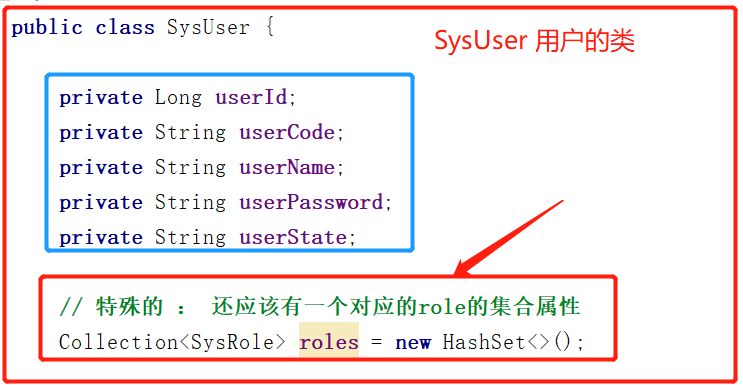 public class SysUser {
SysUser 用户的类
private Long userId;
private String userCode;
private String userName;
private String userPassword;
private String userState;
// 特殊的 ： 还应该有一个对应的role的集合属性
Collection<SysRole> roles = new HashSet<>();